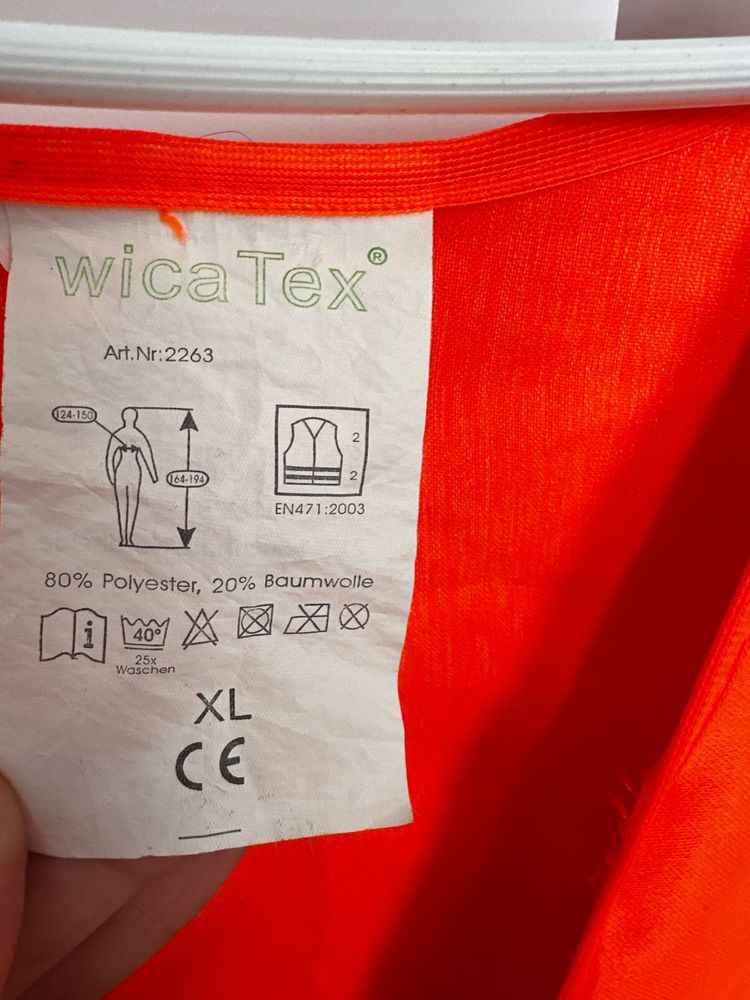 wicaTex®
Art.Nr:2263
124-150
164-194
2
2
EN471:2003
80% Polyester, 20% Baumwolle
i
40°
25x
Waschen
XL
CE